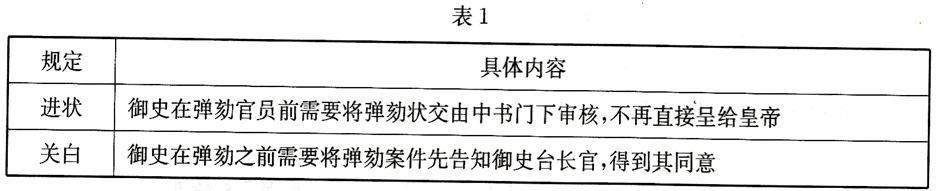 表1
规定 具体内容
进状 御史在弹劾官员前需要将弹劾状交由中书门下审核,不再直接呈给皇帝
关白 御史在弹劾之前需要将弹劾案件先告知御史台长官,得到其同意